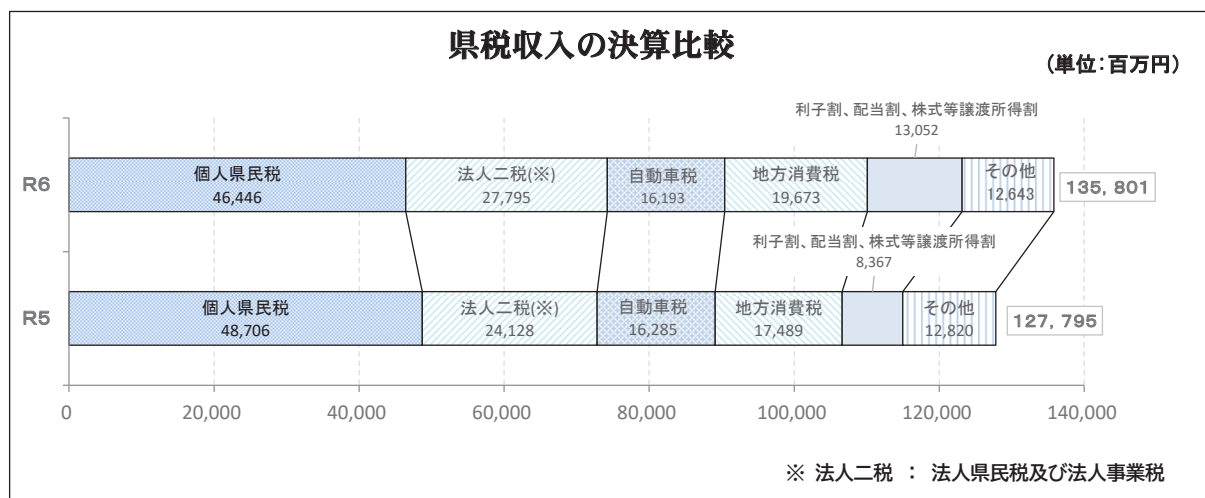 県税収入の決算比較
(単位:百万円)
利子割、配当割、株式等譲渡所得割
13,052
R6
個人県民税
46,446
法人二税(※)
27,795
自動車税
16,193
地方消費税
19,673
その他
12,643
135,801
利子割、配当割、株式等譲渡所得割
8,367
R5
個人県民税
48,706
法人二税(※)
24,128
自動車税
16,285
地方消費税
17,489
その他
12,820
127,795
0 20,000 40,000 60,000 80,000 100,000 120,000 140,000
※ 法人二税 : 法人県民税及び法人事業税